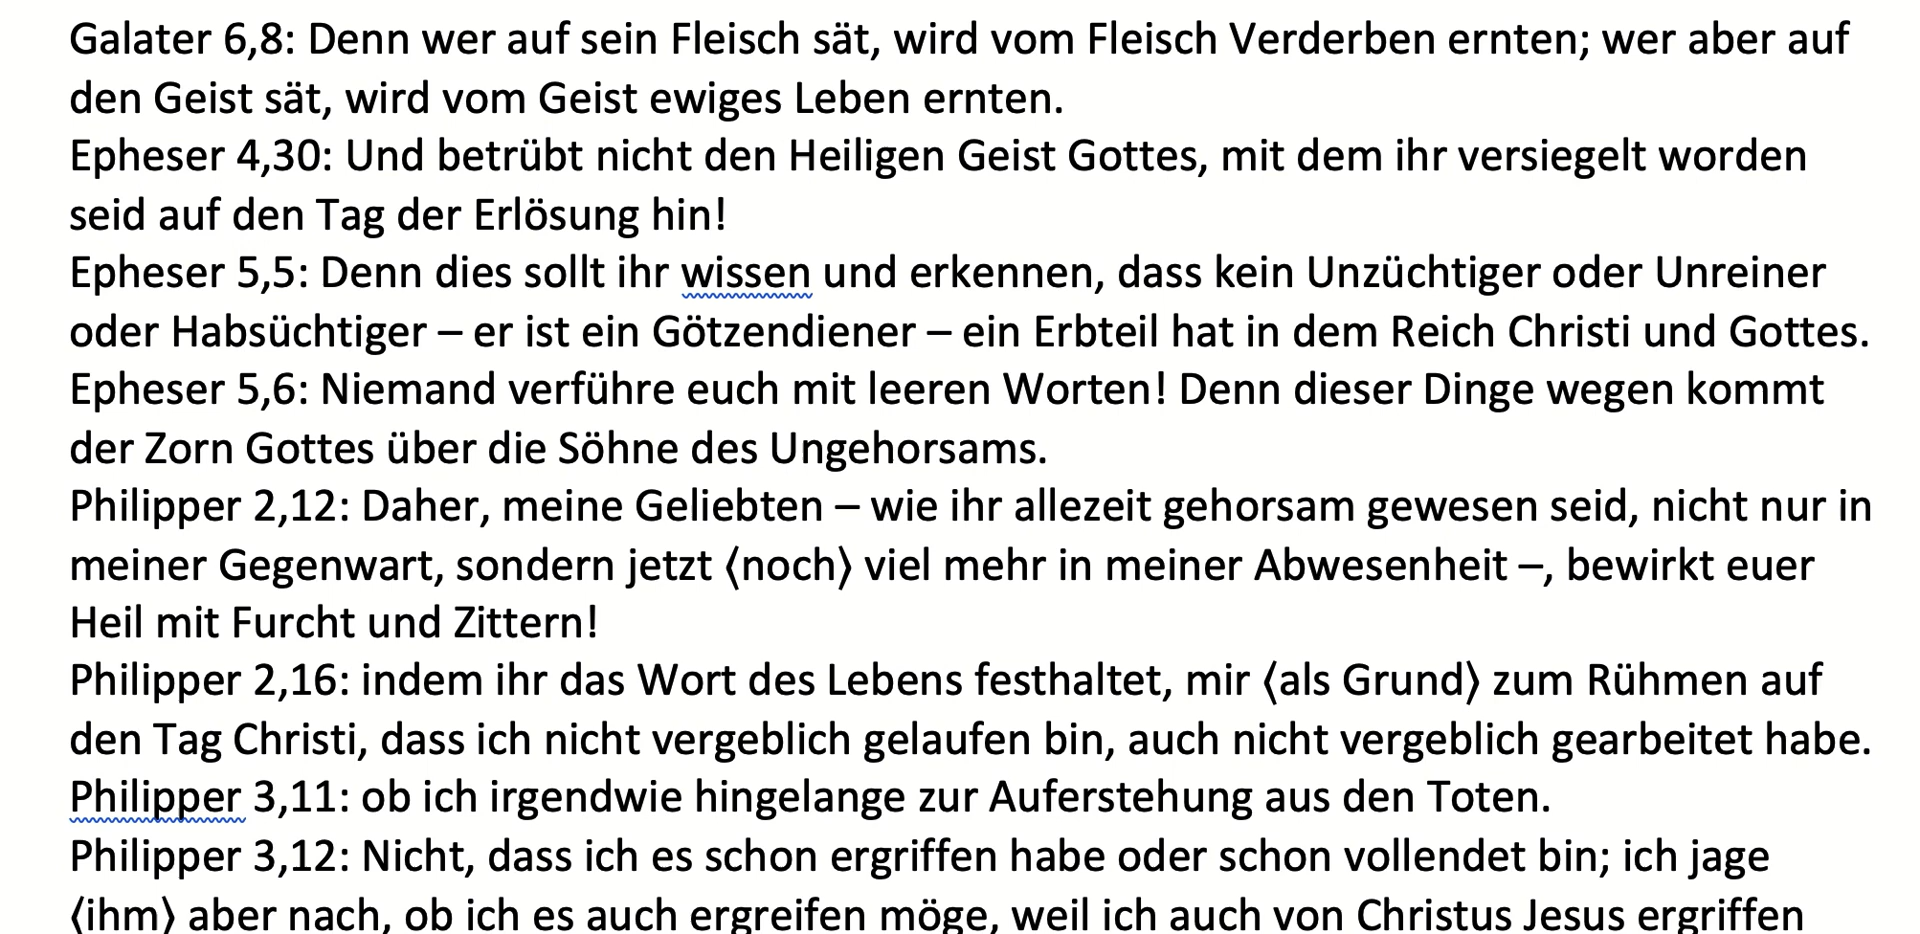 Galater 6,8: Denn wer auf sein Fleisch sät, wird vom Fleisch Verderben ernten; wer aber auf
den Geist sät, wird vom Geist ewiges Leben ernten.
Epheser 4,30: Und betrübt nicht den Heiligen Geist Gottes, mit dem ihr versiegelt worden
seid auf den Tag der Erlösung hin!
Epheser 5,5: Denn dies sollt ihr wissen und erkennen, dass kein Unzüchtiger oder Unreiner
oder Habsüchtiger – er ist ein Götzendiener – ein Erbteil hat in dem Reich Christi und Gottes.
Epheser 5,6: Niemand verführe euch mit leeren Worten! Denn dieser Dinge wegen kommt
der Zorn Gottes über die Söhne des Ungehorsams.
Philipper 2,12: Daher, meine Geliebten – wie ihr allezeit gehorsam gewesen seid, nicht nur in
meiner Gegenwart, sondern jetzt ⟨noch⟩ viel mehr in meiner Abwesenheit –, bewirkt euer
Heil mit Furcht und Zittern!
Philipper 2,16: indem ihr das Wort des Lebens festhaltet, mir ⟨als Grund⟩ zum Rühmen auf
den Tag Christi, dass ich nicht vergeblich gelaufen bin, auch nicht vergeblich gearbeitet habe.
Philipper 3,11: ob ich irgendwie hingelange zur Auferstehung aus den Toten.
Philipper 3,12: Nicht, dass ich es schon ergriffen habe oder schon vollendet bin; ich jage
⟨ihm⟩ aber nach, ob ich es auch ergreifen möge, weil ich auch von Christus Jesus ergriffen